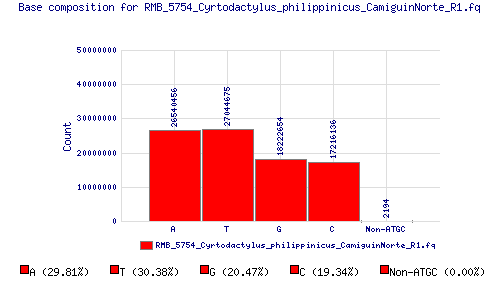 Base composition for RMB_5754_Cyrtodactylus_philippinicus_CamiguinNorte_R1.fq
50000000
40000000
30000000
20000000
10000000
0
Count
26540456
27044675
18222654
17216136
2194
A T G C Non-ATGC
RMB_5754_Cyrtodactylus_philippinicus_CamiguinNorte_R1.fq
A (29.81%) T (30.38%) G (20.47%) C (19.34%) Non-ATGC (0.00%)